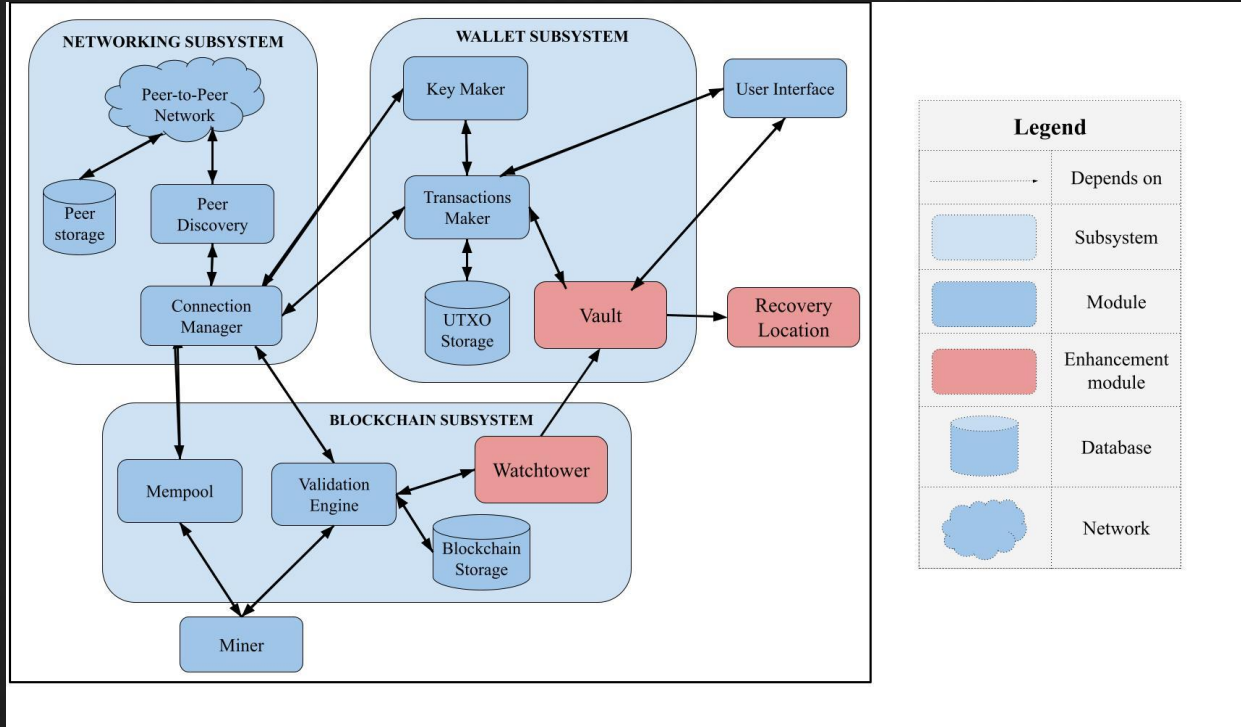 NETWORKING SUBSYSTEM
Peer-to-Peer
Network
Peer
storage
Peer
Discovery
Connection
Manager
WALLET SUBSYSTEM
Key Maker
Transactions
Maker
UTXO
Storage
Vault
User Interface
Recovery
Location
BLOCKCHAIN SUBSYSTEM
Mempool
Validation
Engine
Watchtower
Blockchain
Storage
Miner
Legend
Depends on
Subsystem
Module
Enhancement
module
Database
Network